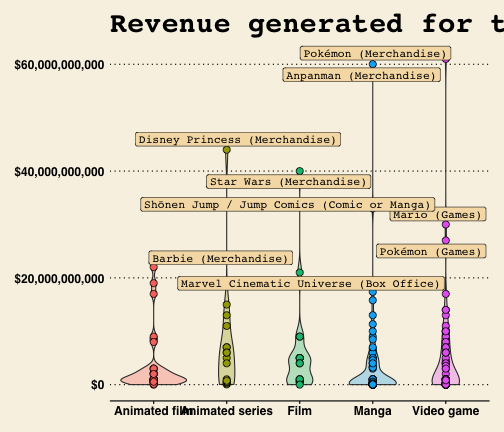 Revenue generated for t
Pokémon (Merchandise)
$60,000,000,000
Anpanman (Merchandise)
Disney Princess (Merchandise)
$40,000,000,000
Star Wars (Merchandise)
Shōnen Jump / Jump Comics (Comic or Manga)
Mario (Games)
Pokémon (Games)
Barbie (Merchandise)
$20,000,000,000
Marvel Cinematic Universe (Box Office)
$0
Animated film
Animated series
Film
Manga
Video game